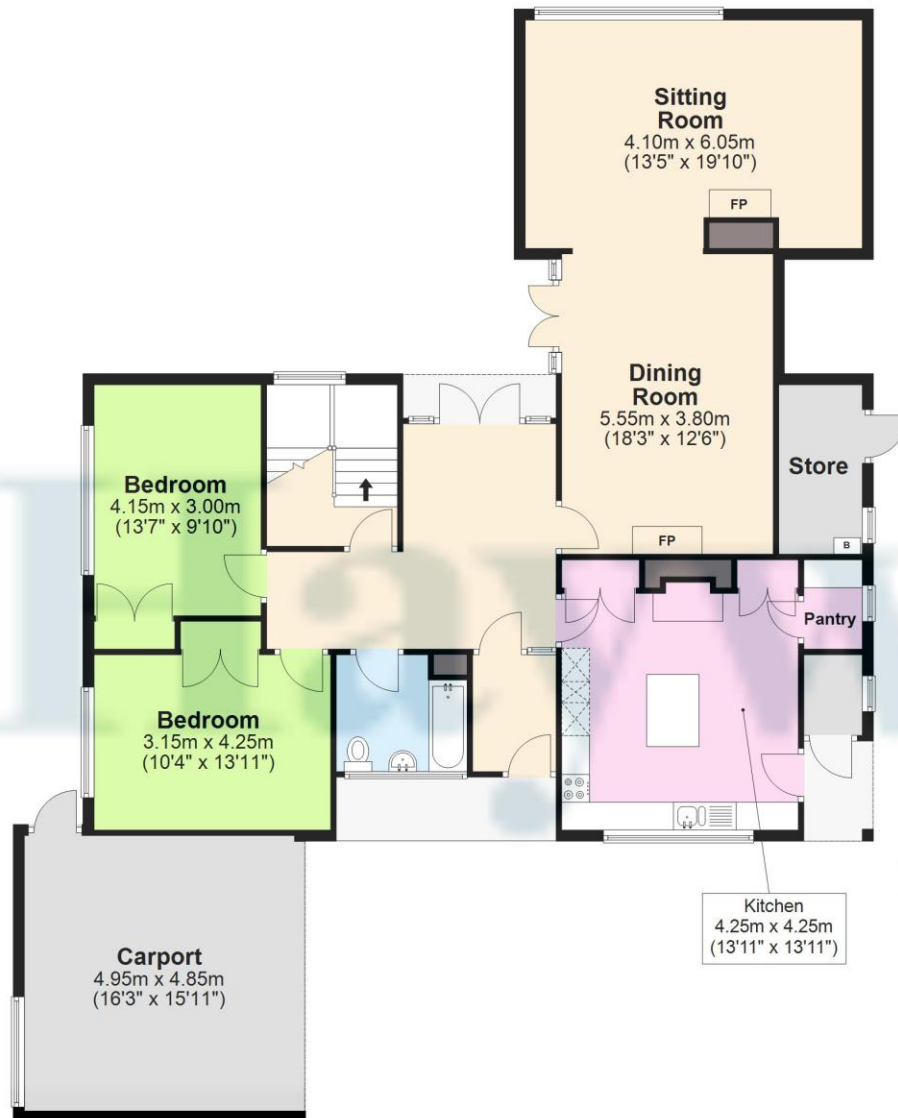 Sitting
Room
4.10m x 6.05m
(13'5" x 19'10")
FP
Dining
Room
5.55m x 3.80m
(18'3" x 12'6")
FP
Store
B
Bedroom
4.15m x 3.00m
(13'7" x 9'10")
Pantry
Bedroom
3.15m x 4.25m
(10'4" x 13'11")
Kitchen
4.25m x 4.25m
(13'11" x 13'11")
Carport
4.95m x 4.85m
(16'3" x 15'11")